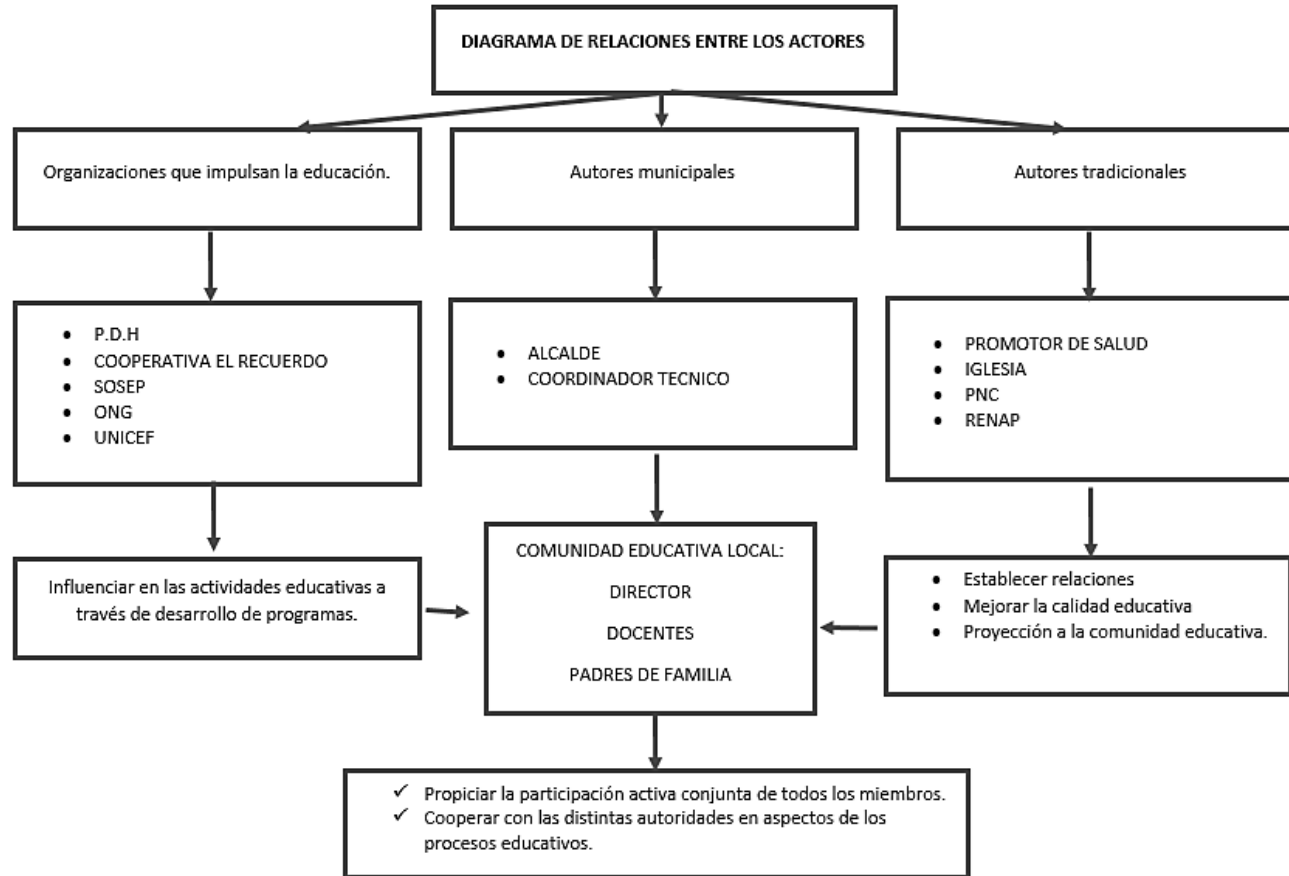 DIAGRAMA DE RELACIONES ENTRE LOS ACTORES
Organizaciones que impulsan la educación.
Autores municipales
Autores tradicionales
• P.D.H
• COOPERATIVA EL RECUERDO
• SOSEP
• ONG
• UNICEF
• ALCALDE
• COORDINADOR TECNICO
• PROMOTOR DE SALUD
• IGLESIA
• PNC
• RENAP
Influenciar en las actividades educativas a
través de desarrollo de programas.
COMUNIDAD EDUCATIVA LOCAL:
DIRECTOR
DOCENTES
PADRES DE FAMILIA
• Establecer relaciones
• Mejorar la calidad educativa
• Proyección a la comunidad educativa.
✓ Propiciar la participación activa conjunta de todos los miembros.
✓ Cooperar con las distintas autoridades en aspectos de los
procesos educativos.